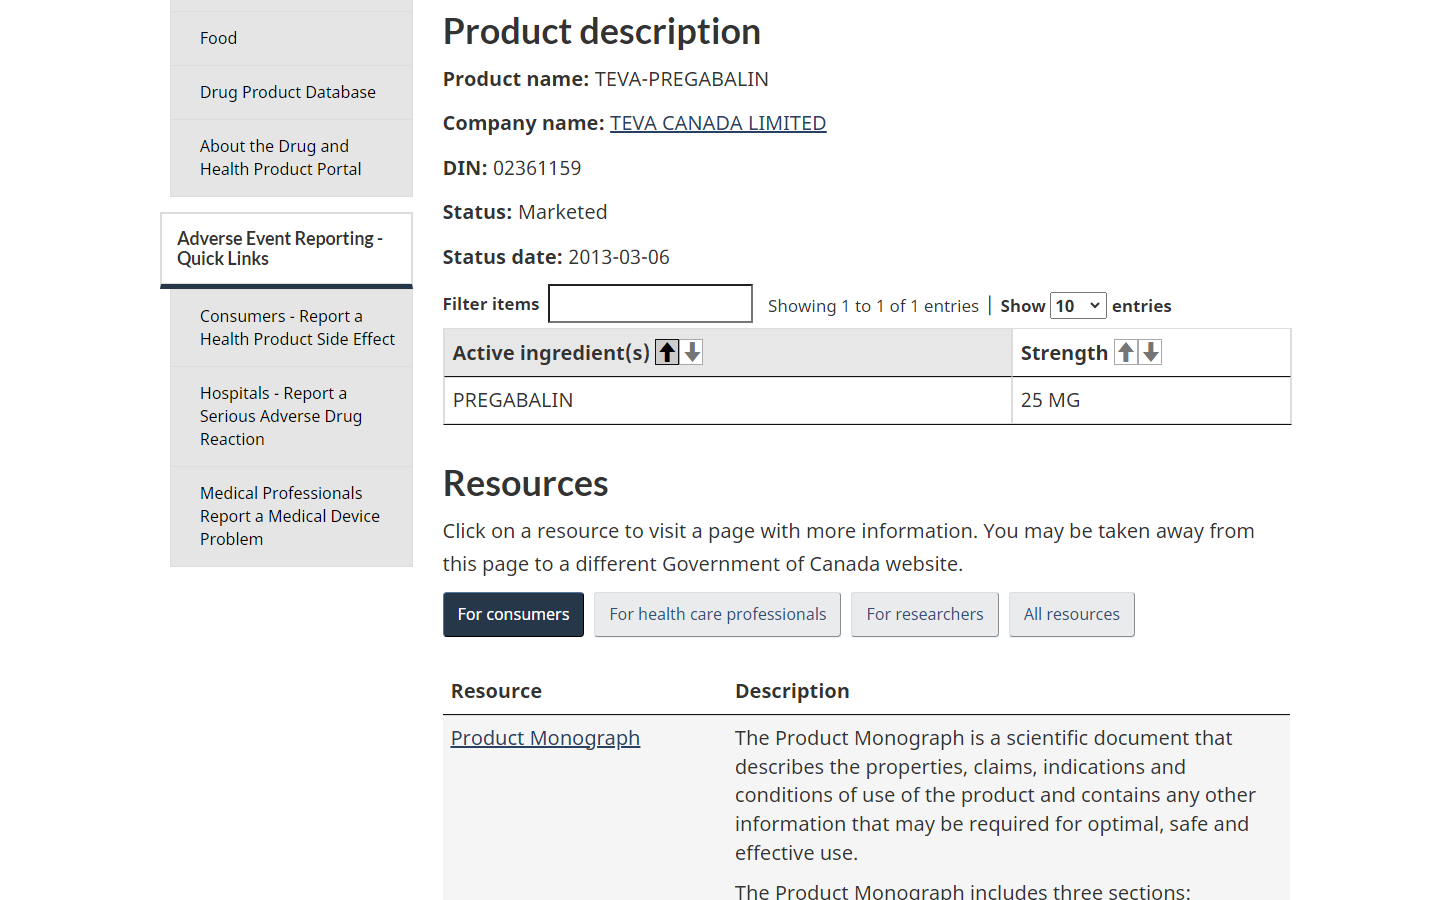 Food
Drug Product Database
About the Drug and
Health Product Portal
Adverse Event Reporting -
Quick Links
Consumers - Report a
Health Product Side Effect
Hospitals - Report a
Serious Adverse Drug
Reaction
Medical Professionals
Report a Medical Device
Problem
Product description
Product name: TEVA-PREGABALIN
Company name: TEVA CANADA LIMITED
DIN: 02361159
Status: Marketed
Status date: 2013-03-06
Filter items Showing 1 to 1 of 1 entries | Show 10 entries
Active ingredient(s) Strength
PREGABALIN 25 MG
Resources
Click on a resource to visit a page with more information. You may be taken away from
this page to a different Government of Canada website.
For consumers For health care professionals For researchers All resources
Resource Description
Product Monograph The Product Monograph is a scientific document that
describes the properties, claims, indications and
conditions of use of the product and contains any other
information that may be required for optimal, safe and
effective use.
The Product Monograph includes three sections: